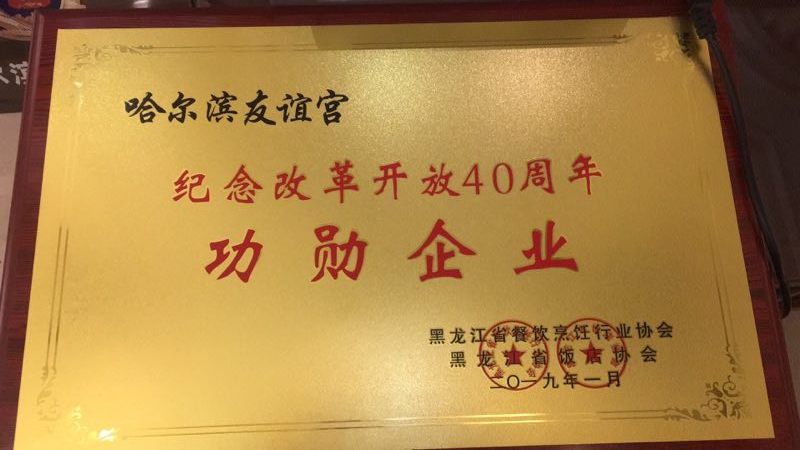 哈尔滨友谊宫
纪念改革开放40周年
功勋企业
黑龙江省餐饮烹饪行业协会
黑龙江省饭店协会
二〇一九年一月